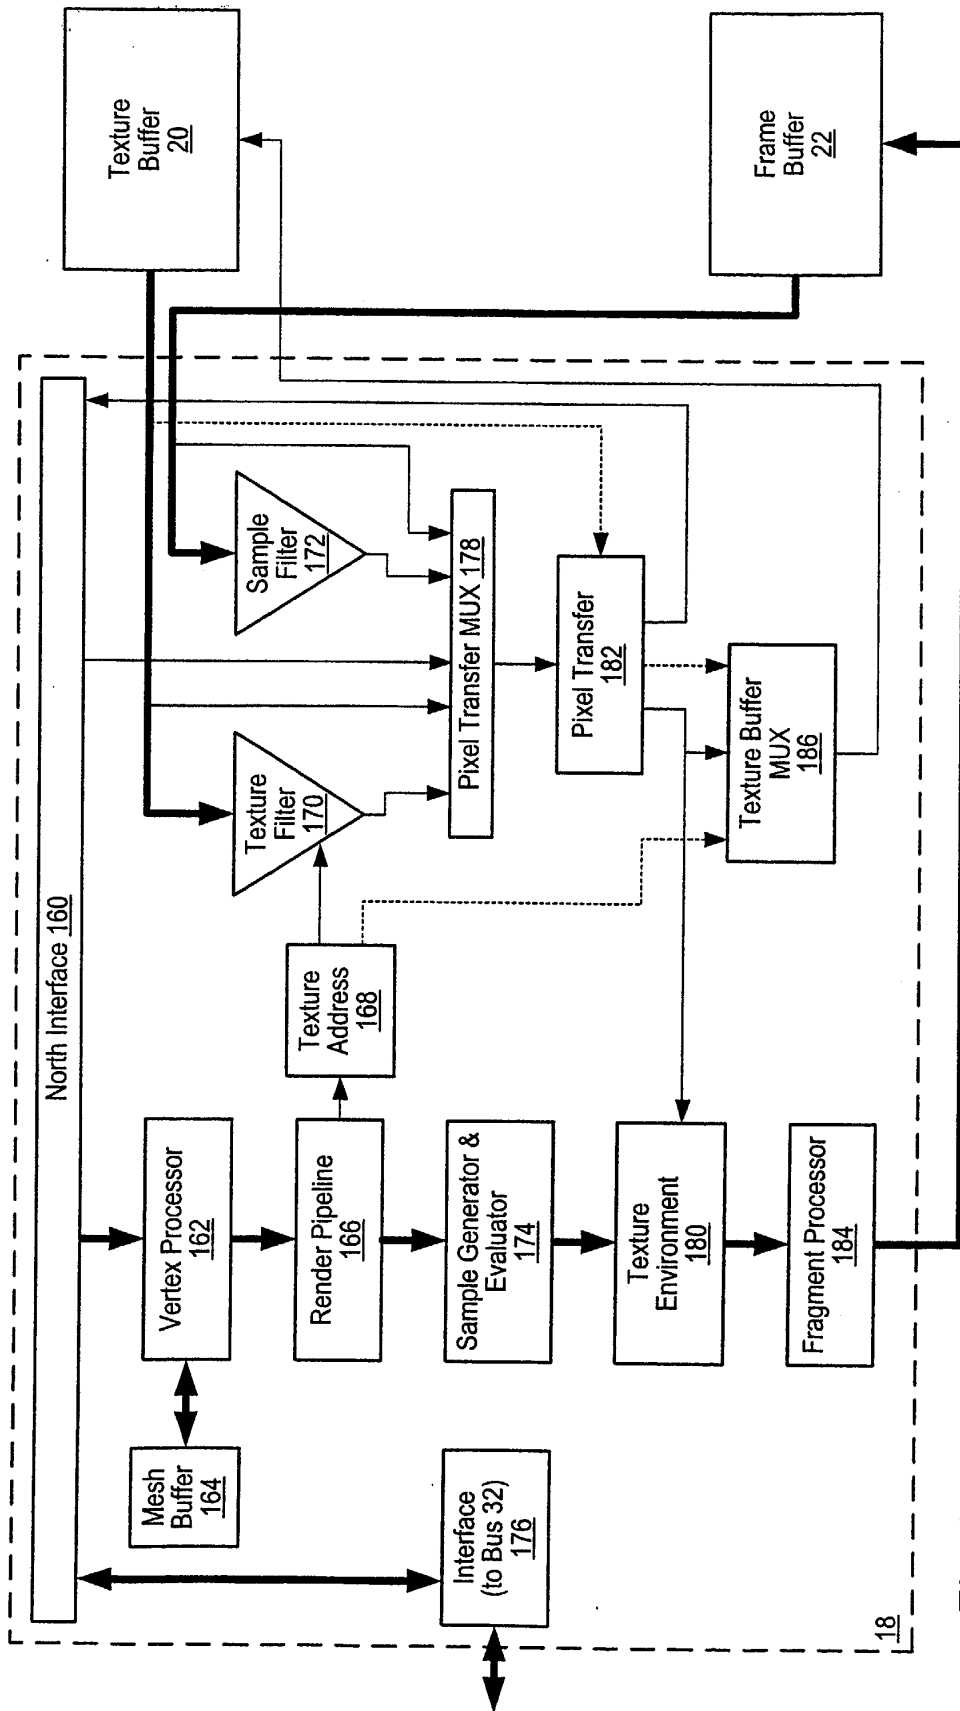 North Interface 160
Mesh
Buffer
164
Vertex Processor
162
Texture
Buffer
20
Render Pipeline
166
Texture
Address
168
Texture
Filter
170
Sample
Filter
172
Interface
(to Bus 32)
176
Sample Generator &
Evaluator
174
Pixel Transfer MUX 178
Texture
Environment
180
Pixel Transfer
182
Fragment Processor
184
Texture Buffer
MUX
186
Frame
Buffer
22
18